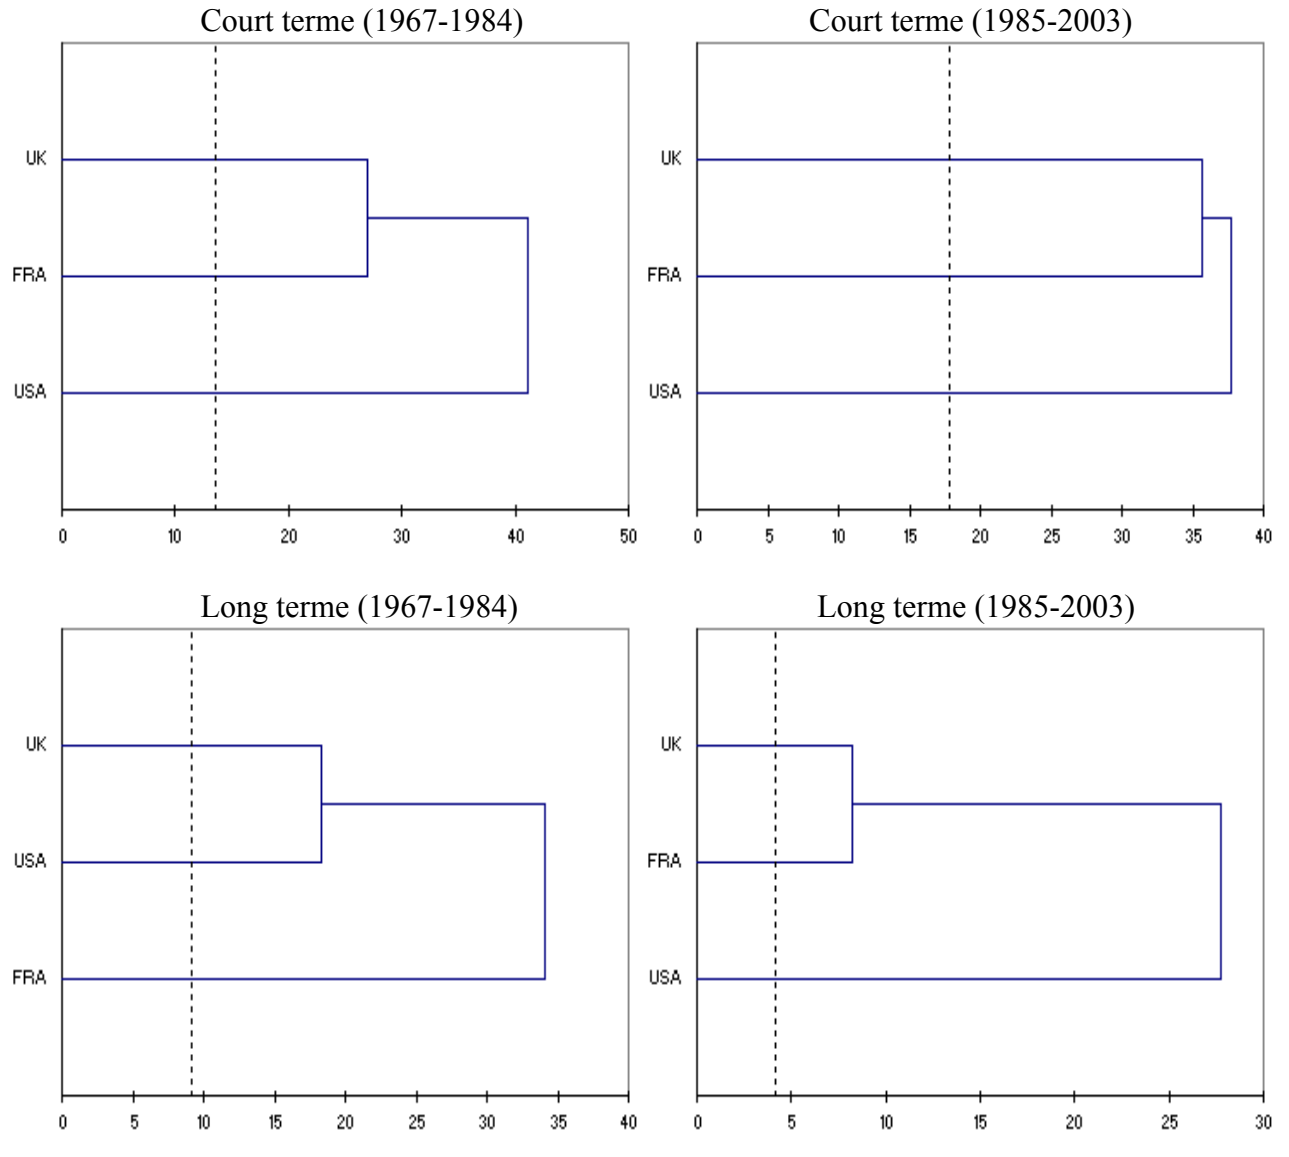 Court terme (1967-1984)
UK
FRA
USA
0 10 20 30 40 50
Court terme (1985-2003)
UK
FRA
USA
0 5 10 15 20 25 30 35 40
Long terme (1967-1984)
UK
USA
FRA
0 5 10 15 20 25 30 35 40
Long terme (1985-2003)
UK
FRA
USA
0 5 10 15 20 25 30